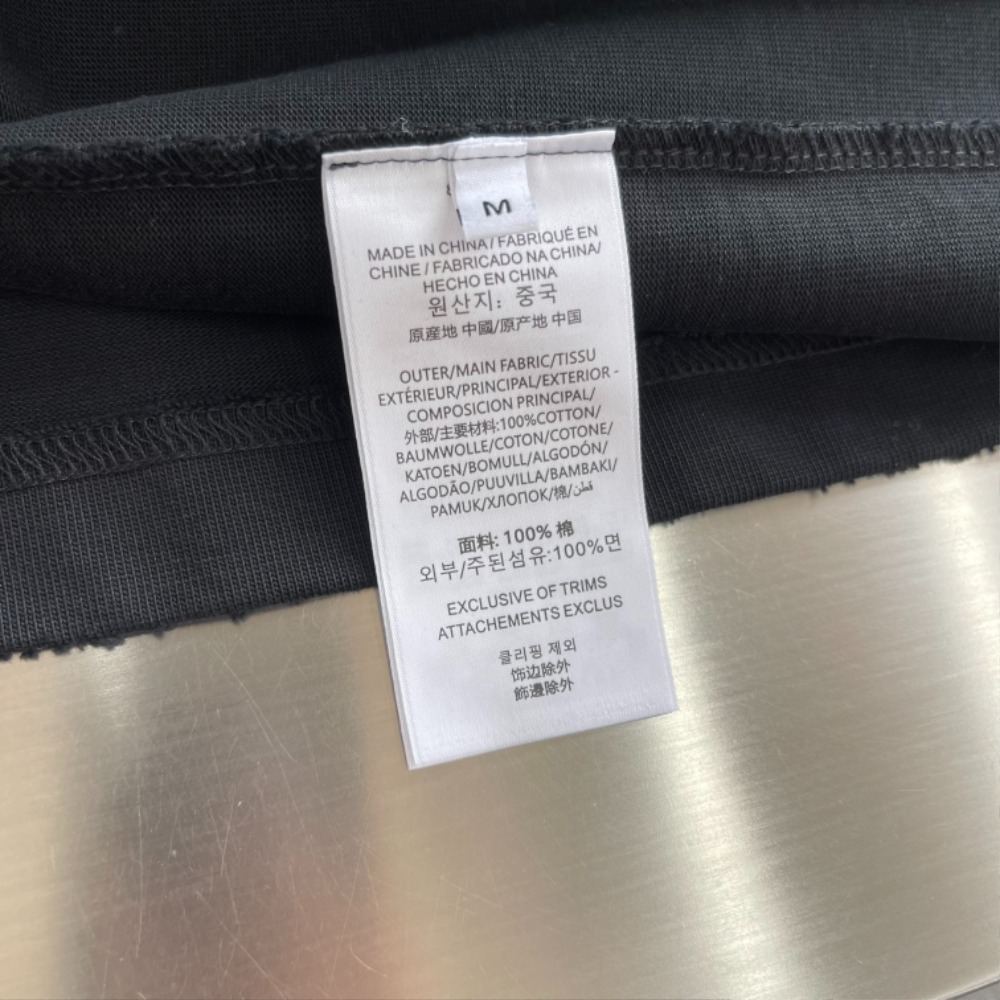 M
MADE IN CHINA / FABRIQUÉ EN
CHINE / FABRICADO NA CHINA/
HECHO EN CHINA
원산지: 중국
原産地 中國/原产地 中国
OUTER/MAIN FABRIC/TISSU
EXTÉRIEUR/PRINCIPAL/EXTERIOR -
COMPOSICION PRINCIPAL/
外部/主要材料:100%COTTON/
BAUMWOLLE/COTON/COTONE/
KATOEN/BOMULL/ALGODÓN/
ALGODÃO/PUUVILLA/BAMBAKI/
PAMUK/ХЛОПОК/棉/قطن
面料: 100% 棉
외부/주된섬유:100%면
EXCLUSIVE OF TRIMS
ATTACHEMENTS EXCLUS
클리핑 제외
饰边除外
飾邊除外